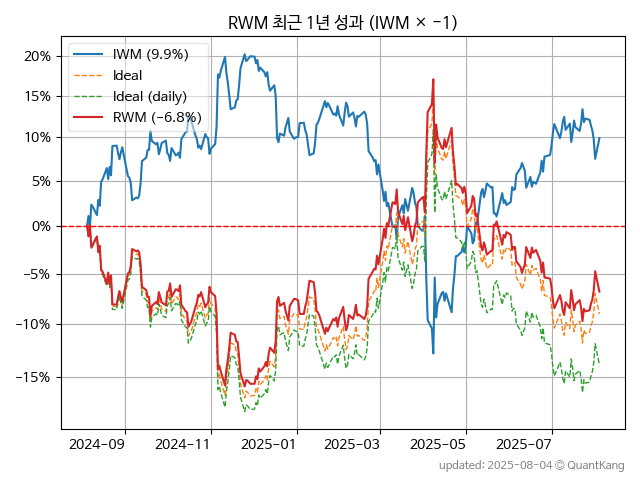 RWM 최근 1년 성과 (IWM × −1)
IWM (9.9%)
Ideal
Ideal (daily)
RWM (−6.8%)
20%
15%
10%
5%
0%
−5%
−10%
−15%
2024-09
2024-11
2025-01
2025-03
2025-05
2025-07
updated: 2025-08-04 © QuantKang